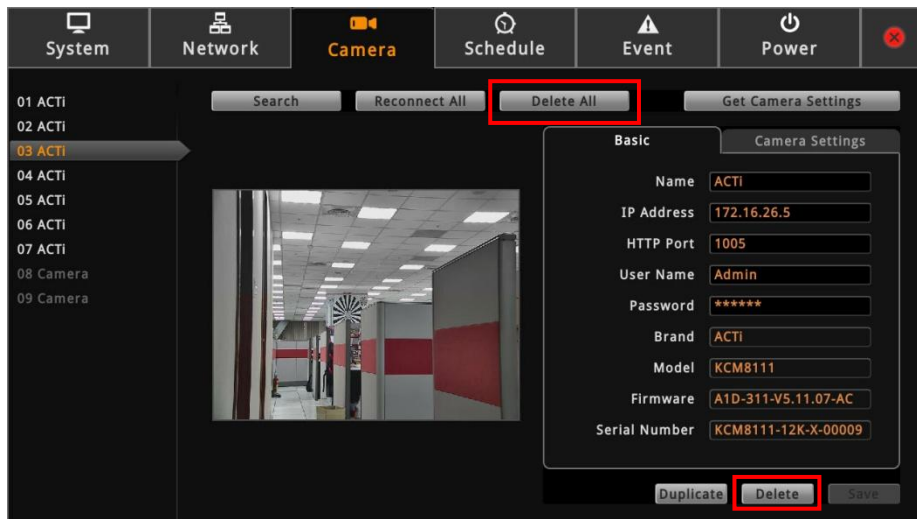 System Network Camera Schedule Event Power
01 ACTi
02 ACTi
03 ACTi
04 ACTi
05 ACTi
06 ACTi
07 ACTi
08 Camera
09 Camera
Search Reconnect All Delete All Get Camera Settings
Basic Camera Settings
Name ACTi
IP Address 172.16.26.5
HTTP Port 1005
User Name Admin
Password ******
Brand ACTi
Model KCM8111
Firmware A1D-311-V5.11.07-AC
Serial Number KCM8111-12K-X-00009
Duplicate Delete Save